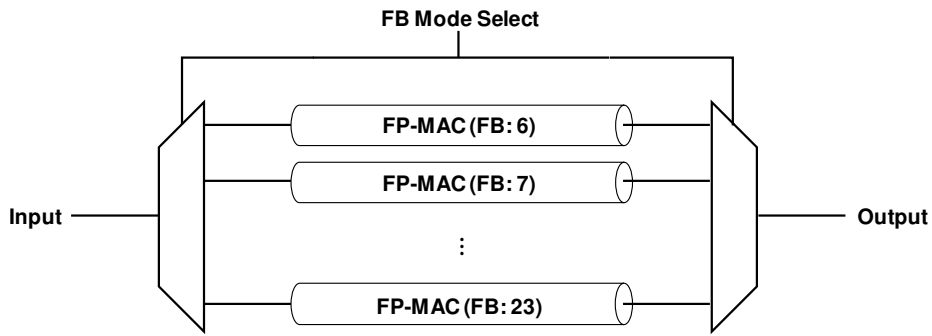 FB Mode Select
FP-MAC (FB: 6)
FP-MAC (FB: 7)
Input
Output
⋮
FP-MAC (FB: 23)